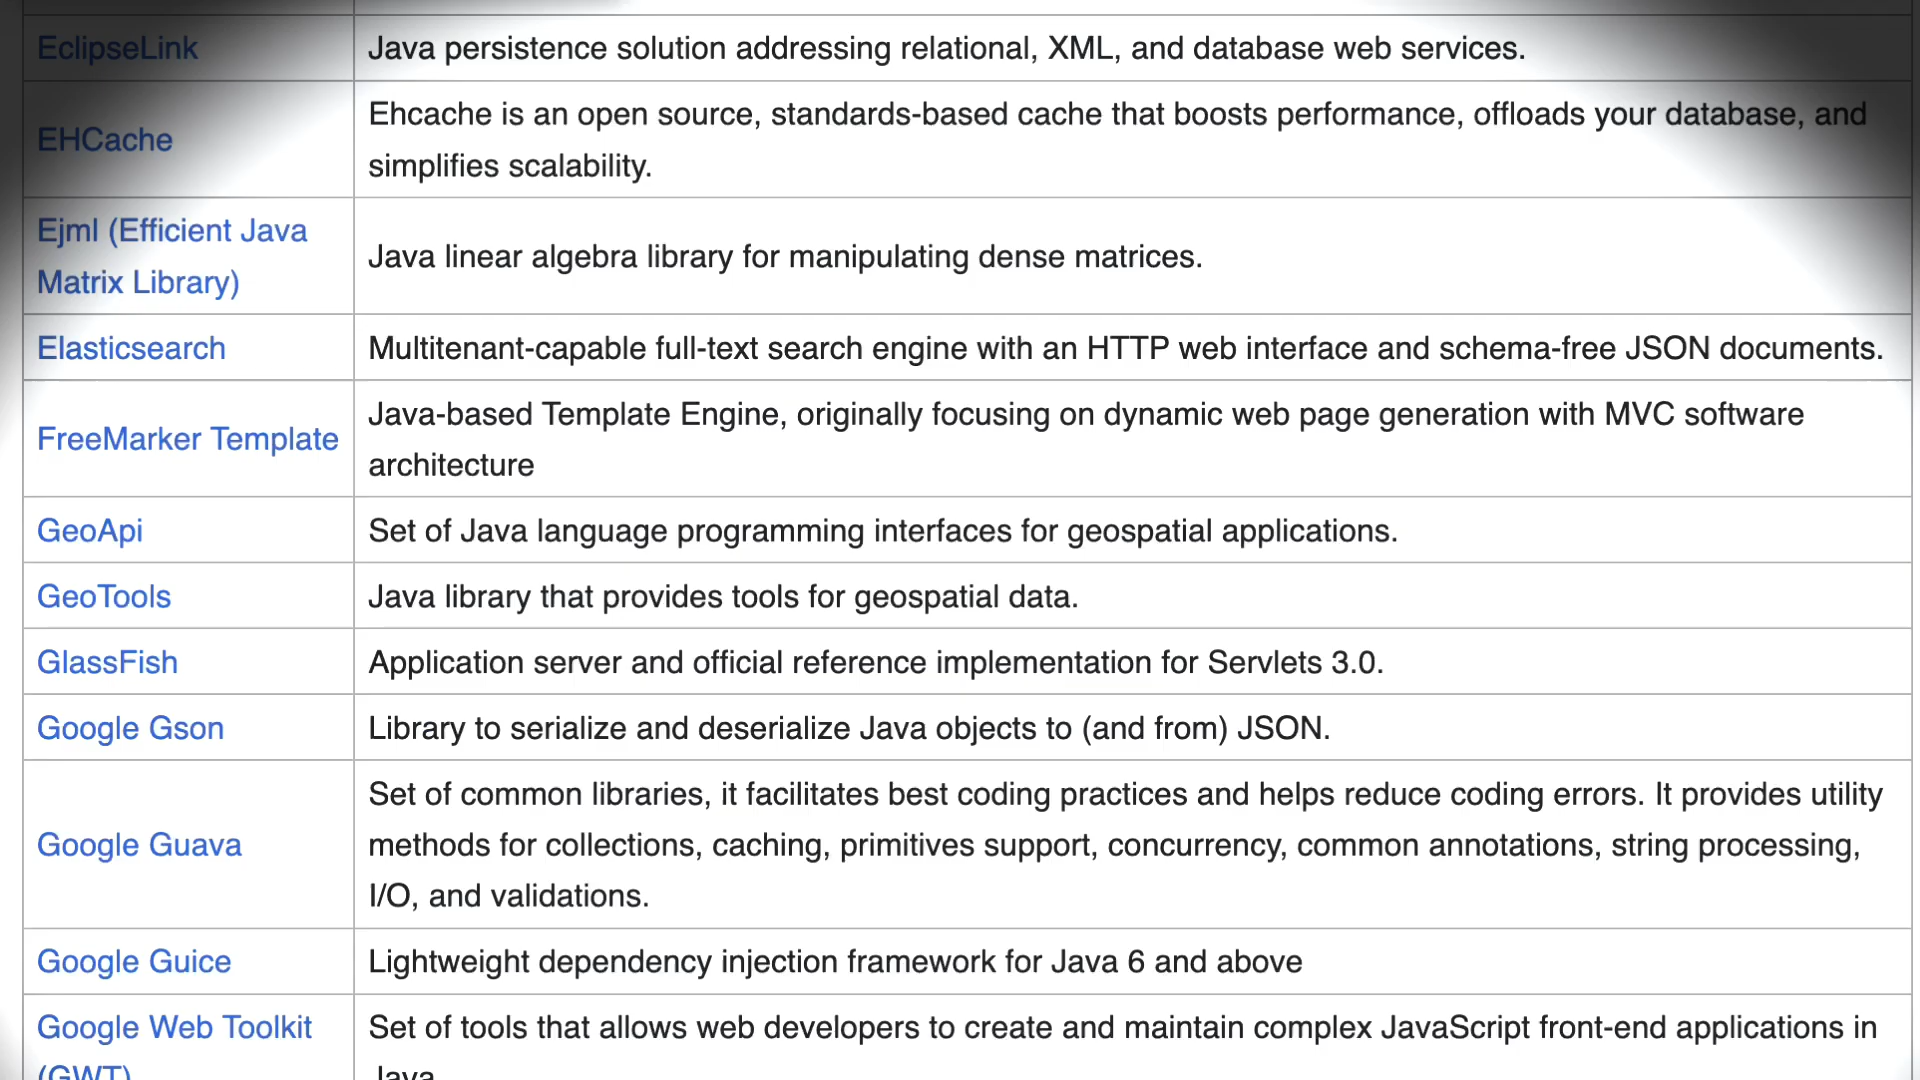 EclipseLink
Java persistence solution addressing relational, XML, and database web services.
EHCache
Ehcache is an open source, standards-based cache that boosts performance, offloads your database, and
simplifies scalability.
Ejml (Efficient Java
Matrix Library)
Java linear algebra library for manipulating dense matrices.
Elasticsearch
Multitenant-capable full-text search engine with an HTTP web interface and schema-free JSON documents.
FreeMarker Template
Java-based Template Engine, originally focusing on dynamic web page generation with MVC software
architecture
GeoApi
Set of Java language programming interfaces for geospatial applications.
GeoTools
Java library that provides tools for geospatial data.
GlassFish
Application server and official reference implementation for Servlets 3.0.
Google Gson
Library to serialize and deserialize Java objects to (and from) JSON.
Google Guava
Set of common libraries, it facilitates best coding practices and helps reduce coding errors. It provides utility
methods for collections, caching, primitives support, concurrency, common annotations, string processing,
I/O, and validations.
Google Guice
Lightweight dependency injection framework for Java 6 and above
Google Web Toolkit
(GWT)
Set of tools that allows web developers to create and maintain complex JavaScript front-end applications in
Java